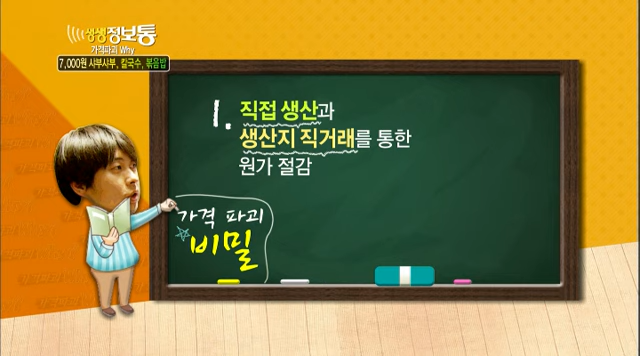 생생정보통
가격파괴 Why
7,000원 샤부샤부, 칼국수, 볶음밥
1. 직접 생산과
생산지 직거래를 통한
원가 절감
가격 파괴
비밀